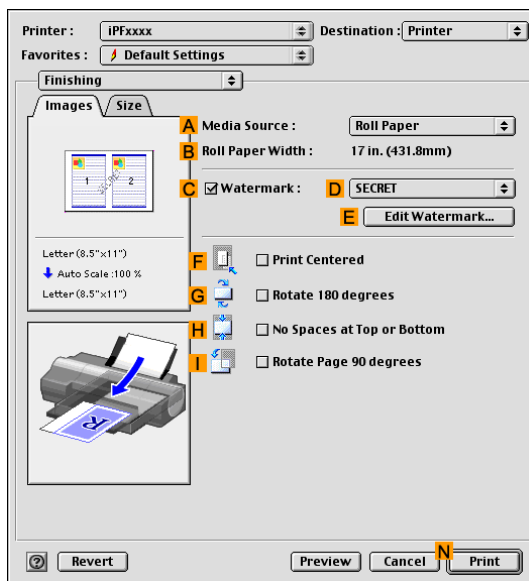 Printer : iPFxxxx Destination : Printer
Favorites : Default Settings
Finishing
Images Size
A Media Source : Roll Paper
B Roll Paper Width : 17 in. (431.8mm)
1 2
SECRET
C Watermark : D SECRET
E Edit Watermark...
Letter (8.5"x11")
Auto Scale :100 %
Letter (8.5"x11")
F Print Centered
G Rotate 180 degrees
H No Spaces at Top or Bottom
I Rotate Page 90 degrees
R
? Revert Preview Cancel N Print